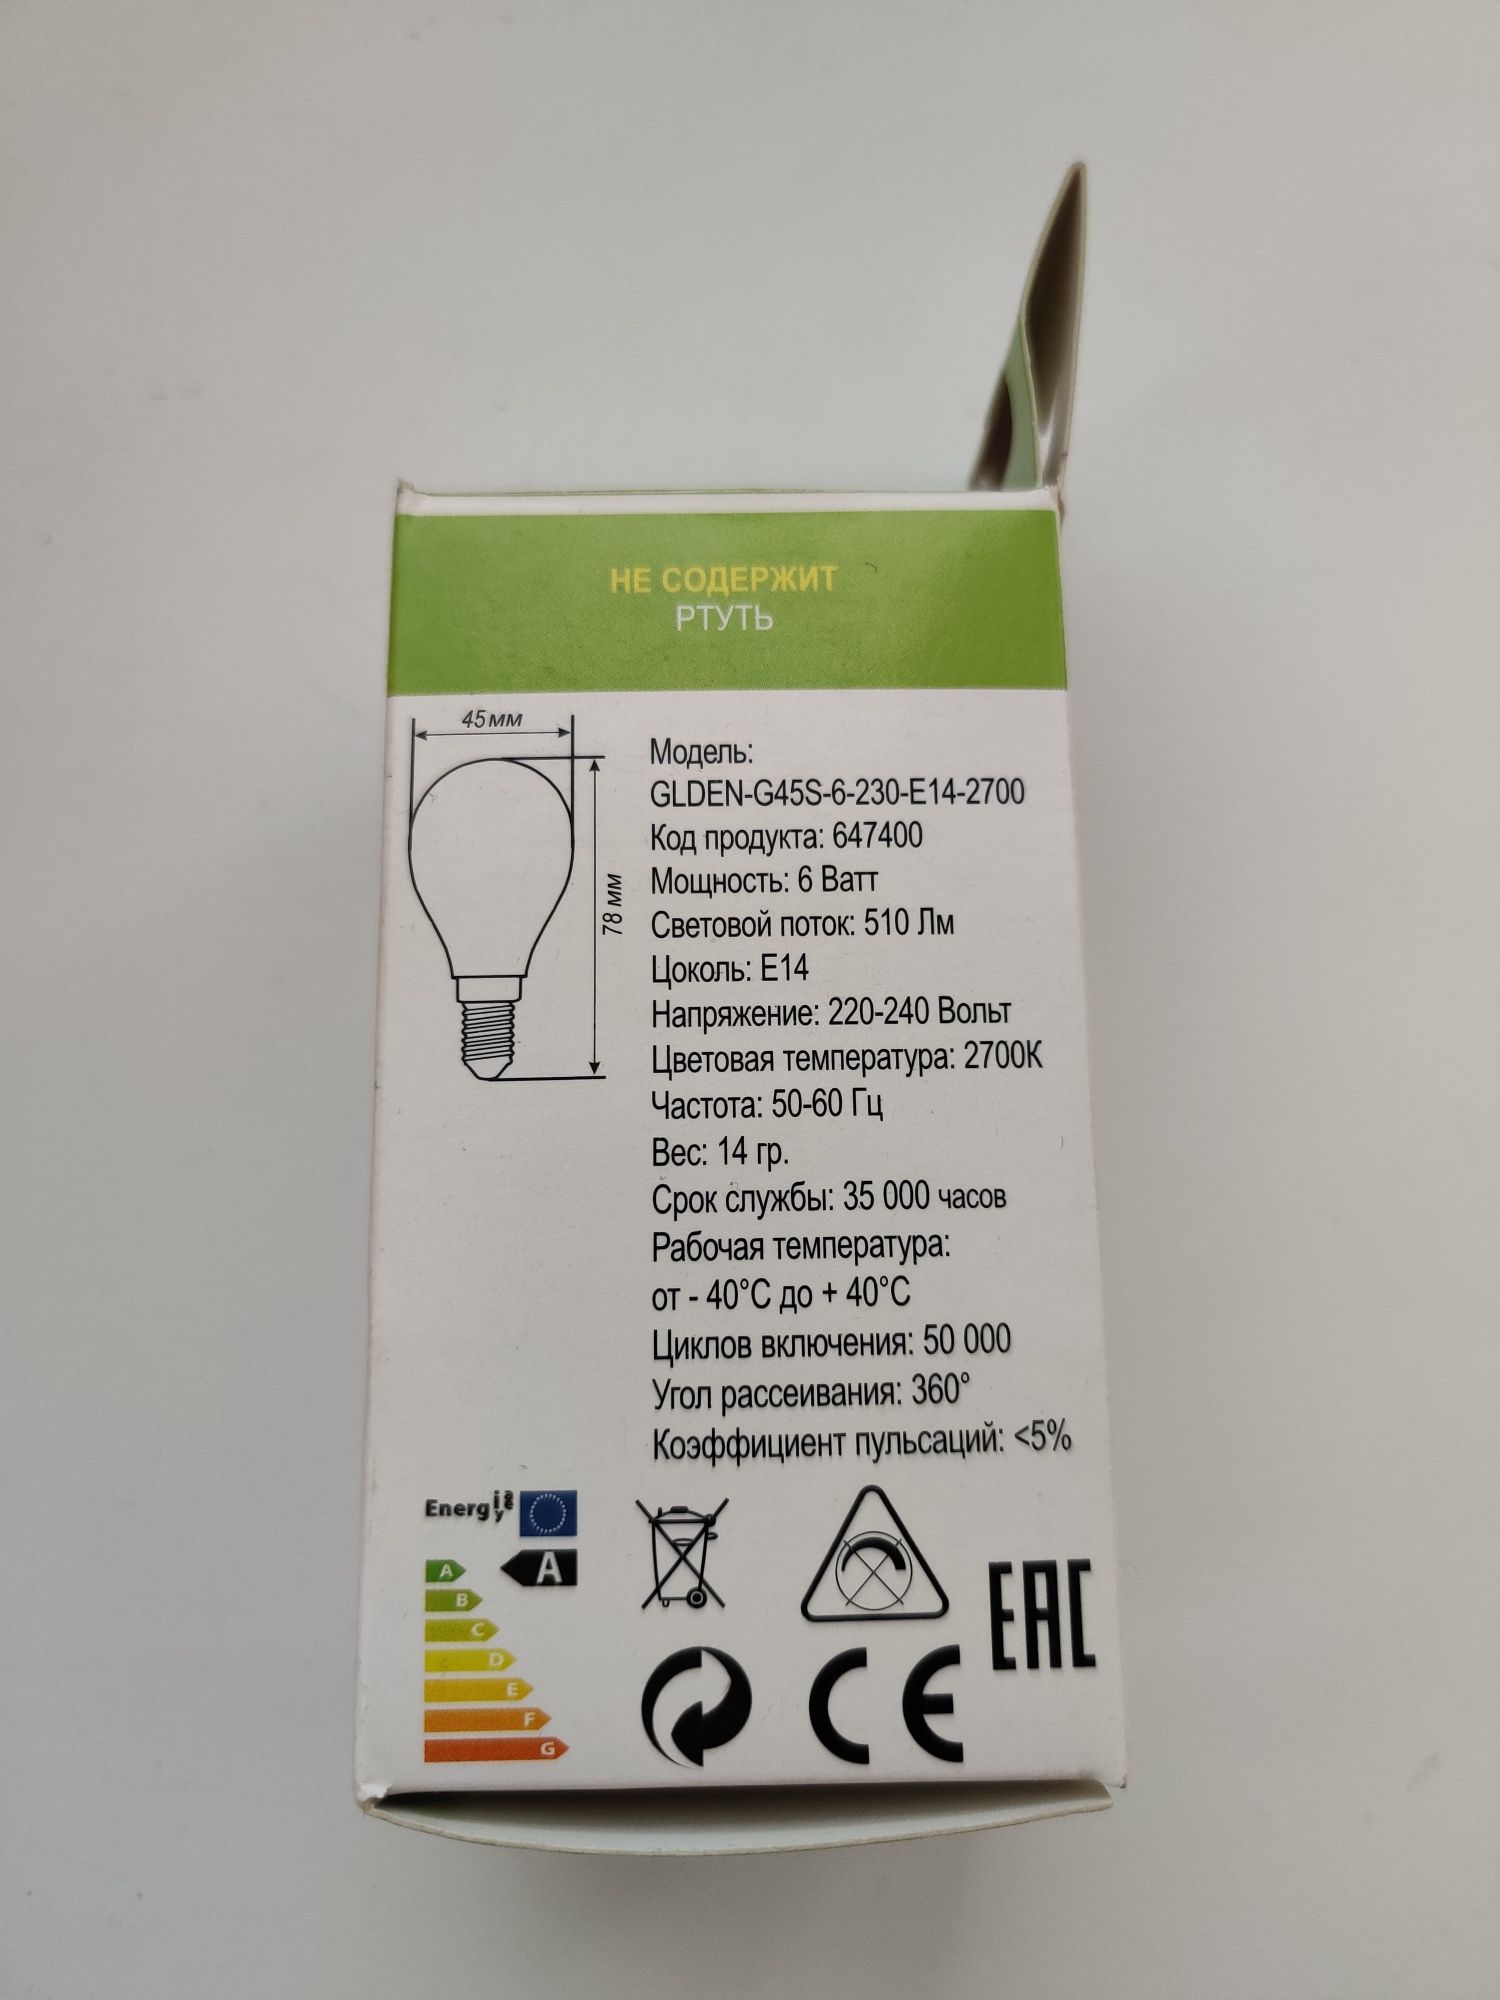 НЕ СОДЕРЖИТ
РТУТЬ
45мм
78 мм
Модель:
GLDEN-G45S-6-230-E14-2700
Код продукта: 647400
Мощность: 6 Ватт
Световой поток: 510 Лм
Цоколь: E14
Напряжение: 220-240 Вольт
Цветовая температура: 2700К
Частота: 50-60 Гц
Вес: 14 гр.
Срок службы: 35 000 часов
Рабочая температура:
от - 40°С до + 40°С
Циклов включения: 50 000
Угол рассеивания: 360°
Коэффициент пульсаций: <5%
Energ
A
A
B
C
D
E
F
G
EAC
CE